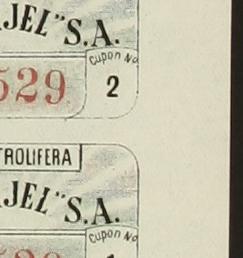 JEL" S.A.
Cupon Nº
529
2
TROLIFERA
JEL" S.A.
Cupon Nº